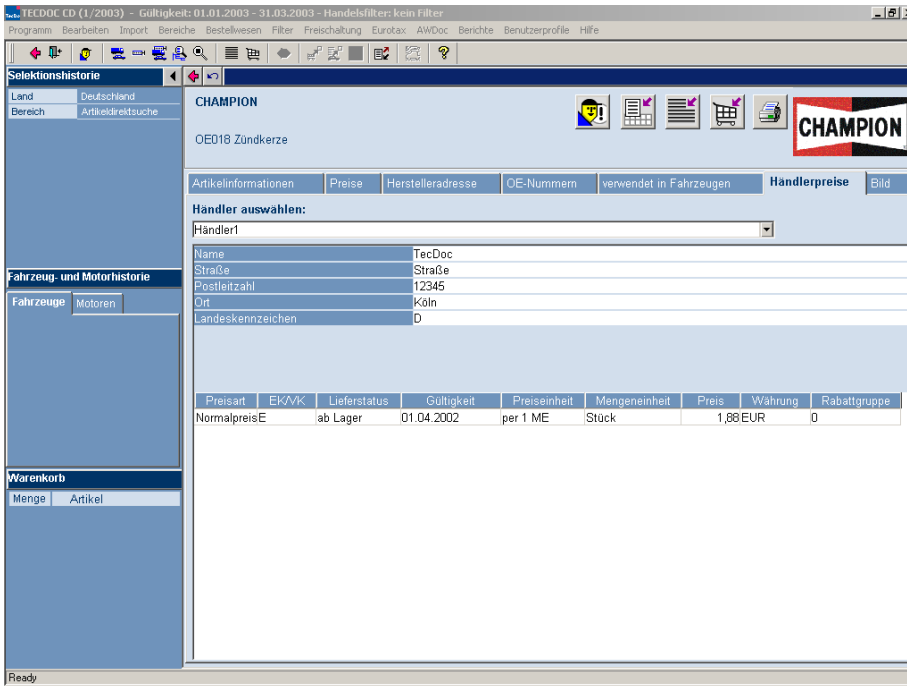 TECDOC CD (1/2003) - Gültigkeit: 01.01.2003 - 31.03.2003 - Handelsfilter: kein Filter
Programm Bearbeiten Import Bereiche Bestellwesen Filter Freischaltung Eurotax AWDoc Berichte Benutzerprofile Hilfe
Selektionshistorie
Land Deutschland
Bereich Artikeldirektsuche
CHAMPION
OE018 Zündkerze
CHAMPION
Artikelinformationen Preise Herstelleradresse OE-Nummern verwendet in Fahrzeugen Händlerpreise Bild
Händler auswählen:
Händler1
Name TecDoc
Straße Straße
Postleitzahl 12345
Ort Köln
Landeskennzeichen D
Fahrzeug- und Motorhistorie
Fahrzeuge Motoren
Preisart EK/VK Lieferstatus Gültigkeit Preiseinheit Mengeneinheit Preis Währung Rabattgruppe
Normalpreis E ab Lager 01.04.2002 per 1 ME Stück 1,88 EUR 0
Warenkorb
Menge Artikel
Ready